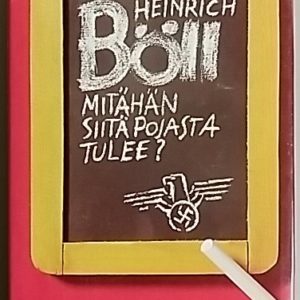 HEINRICH
Böll
MITÄHÄN
SIITÄ POJASTA
TULEE?